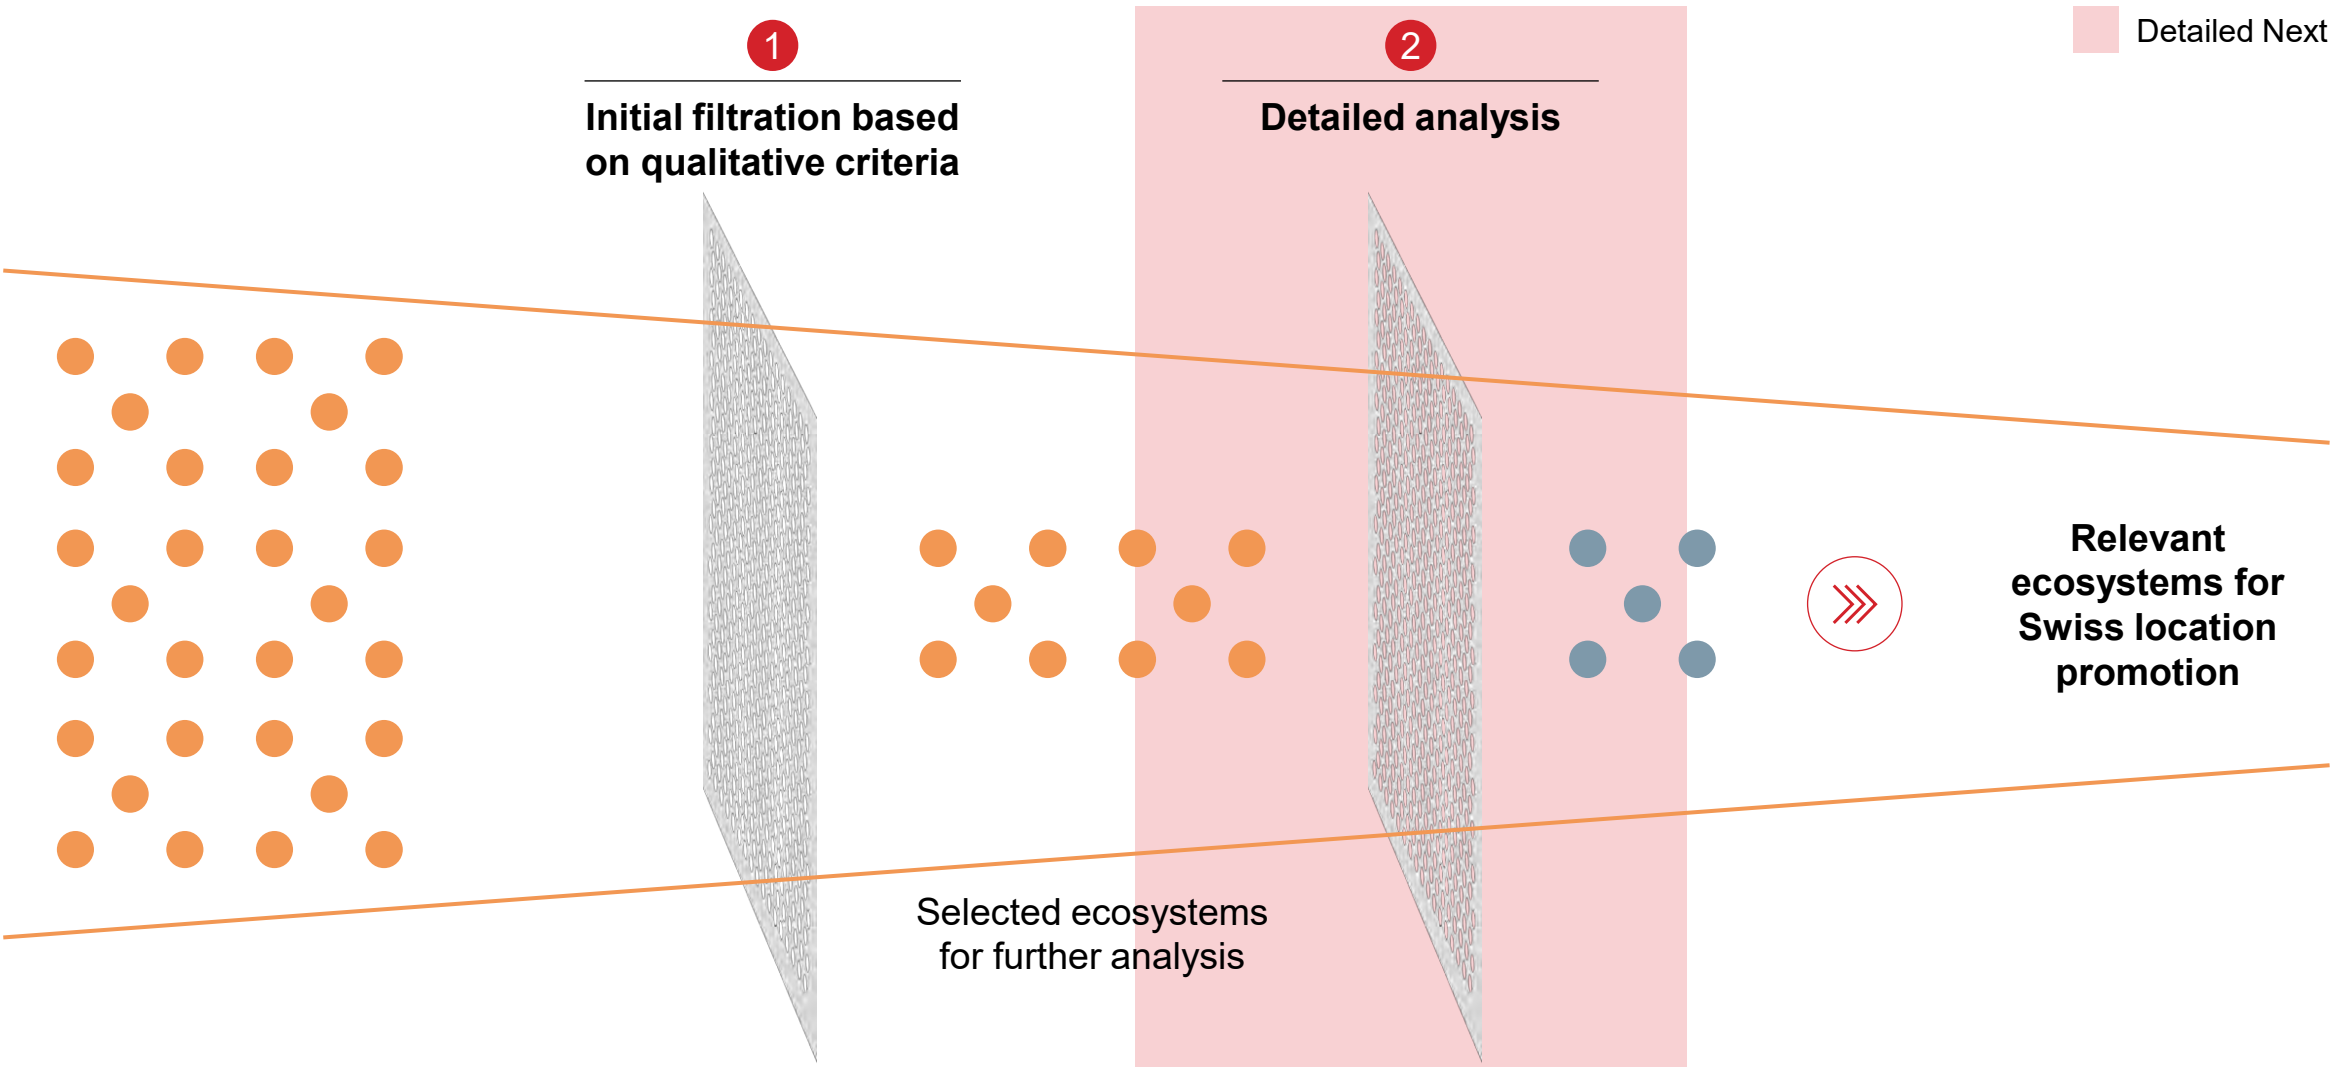 1
Initial filtration based
on qualitative criteria
2
Detailed analysis
Detailed Next
Selected ecosystems
for further analysis
Relevant
ecosystems for
Swiss location
promotion